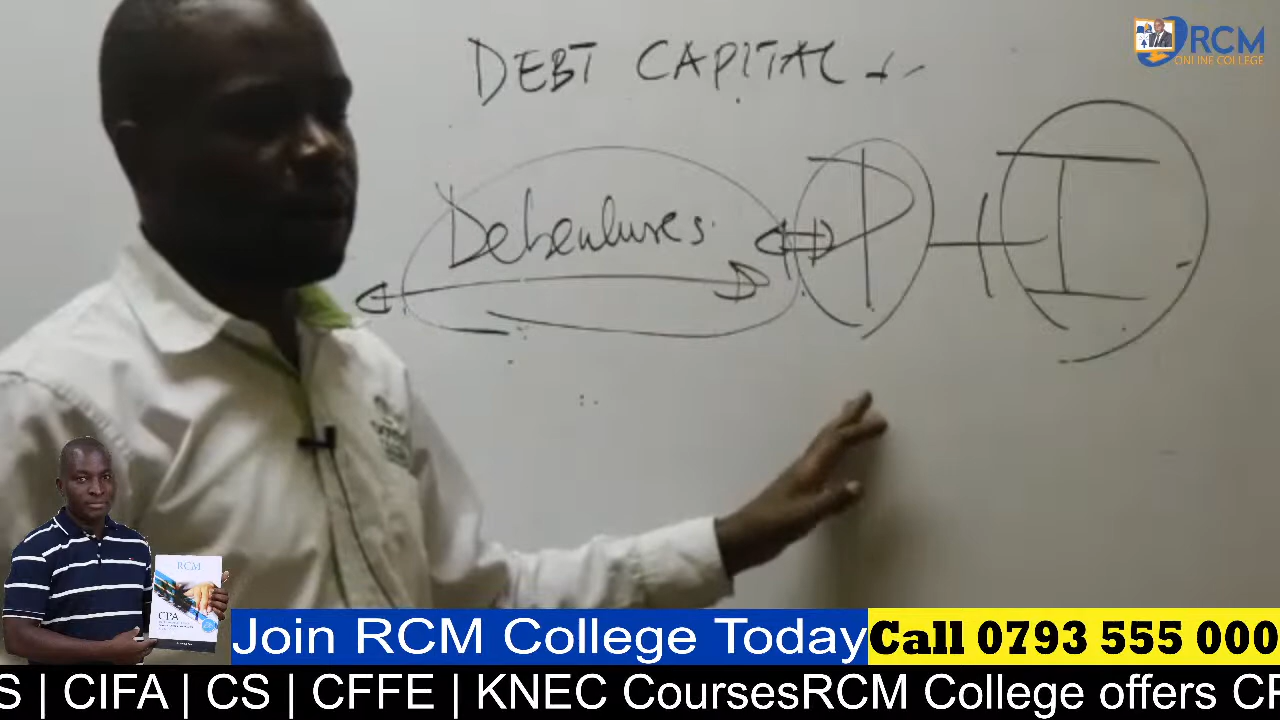 DEBT CAPITAL
RCM
ONLINE COLLEGE
Debentures
P
I
RCM
CPA
Join RCM College Today
Call 0793 555 000
S | CIFA | CS | CFFE | KNEC CoursesRCM College offers CP